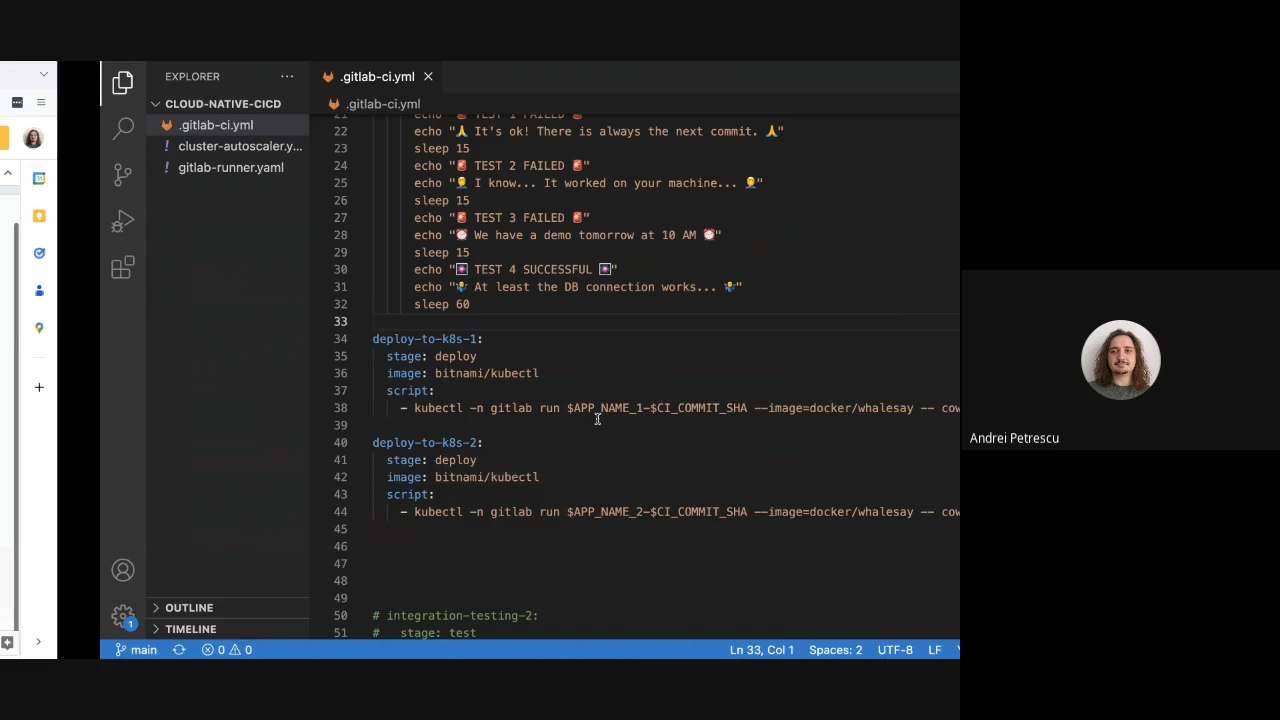 EXPLORER
CLOUD-NATIVE-CICD
.gitlab-ci.yml
cluster-autoscaler.y...
gitlab-runner.yaml
OUTLINE
TIMELINE
.gitlab-ci.yml
.gitlab-ci.yml
21 echo "🚨 TEST 1 FAILED 🚨"
22 echo "🙏 It's ok! There is always the next commit. 🙏"
23 sleep 15
24 echo "🚨 TEST 2 FAILED 🚨"
25 echo " I know... It worked on your machine... "
26 sleep 15
27 echo "🚨 TEST 3 FAILED 🚨"
28 echo "⏰ We have a demo tomorrow at 10 AM ⏰"
29 sleep 15
30 echo "🎆 TEST 4 SUCCESSFUL 🎆"
31 echo " At least the DB connection works... "
32 sleep 60
33
34 deploy-to-k8s-1:
35 stage: deploy
36 image: bitnami/kubectl
37 script:
38 - kubectl -n gitlab run $APP_NAME_1-$CI_COMMIT_SHA --image=docker/whalesay -- cow
39
40 deploy-to-k8s-2:
41 stage: deploy
42 image: bitnami/kubectl
43 script:
44 - kubectl -n gitlab run $APP_NAME_2-$CI_COMMIT_SHA --image=docker/whalesay -- cow
45
46
47
48
49
50 # integration-testing-2:
51 # stage: test
1
main
0 0
Ln 33, Col 1
Spaces: 2
UTF-8
LF
Andrei Petrescu